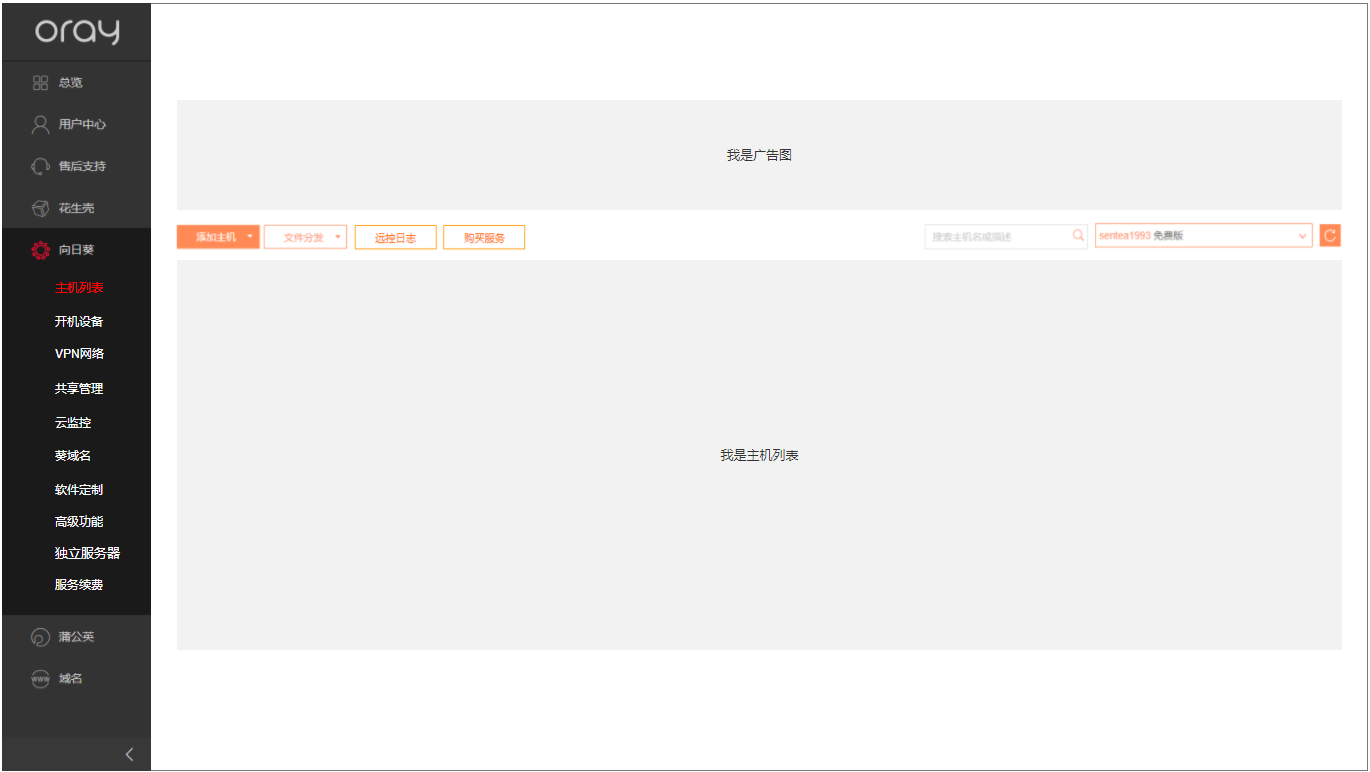 oray
总览
用户中心
售后支持
花生壳
向日葵
主机列表
开机设备
VPN网络
共享管理
云监控
葵域名
软件定制
高级功能
独立服务器
服务续费
蒲公英
www 域名
我是广告图
添加主机 文件分发 远控日志 购买服务 搜索主机名或描述 sentea1993 免费版
我是主机列表